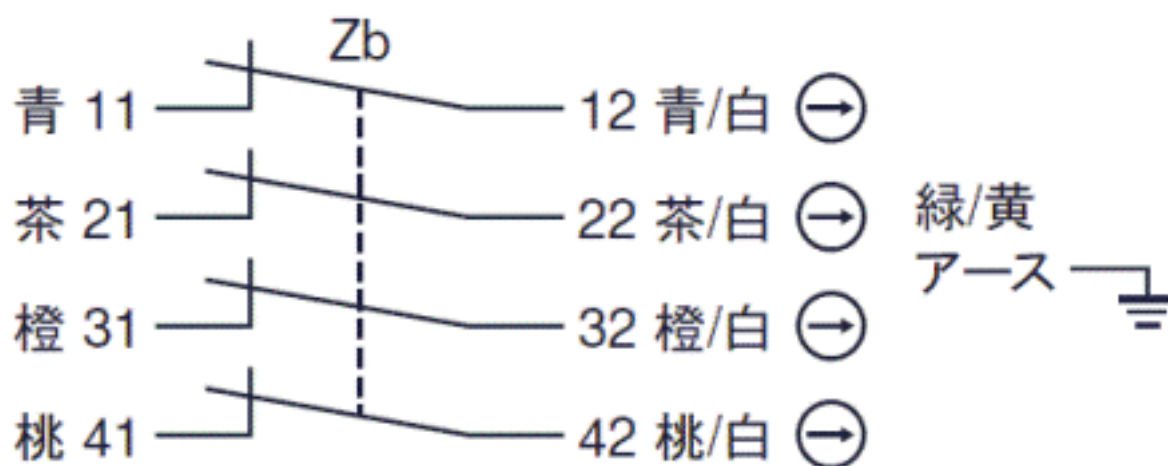 Zb
青 11 12 青/白
茶 21 22 茶/白
橙 31 32 橙/白
桃 41 42 桃/白
緑/黄
アース